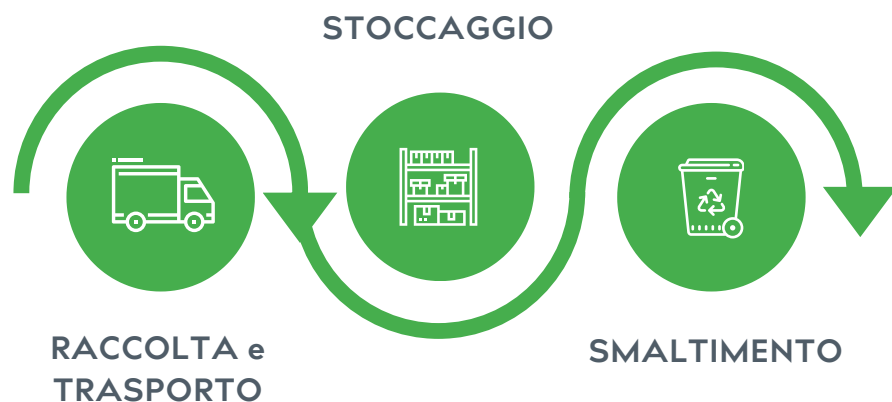 STOCCAGGIO
RACCOLTA e
TRASPORTO
SMALTIMENTO